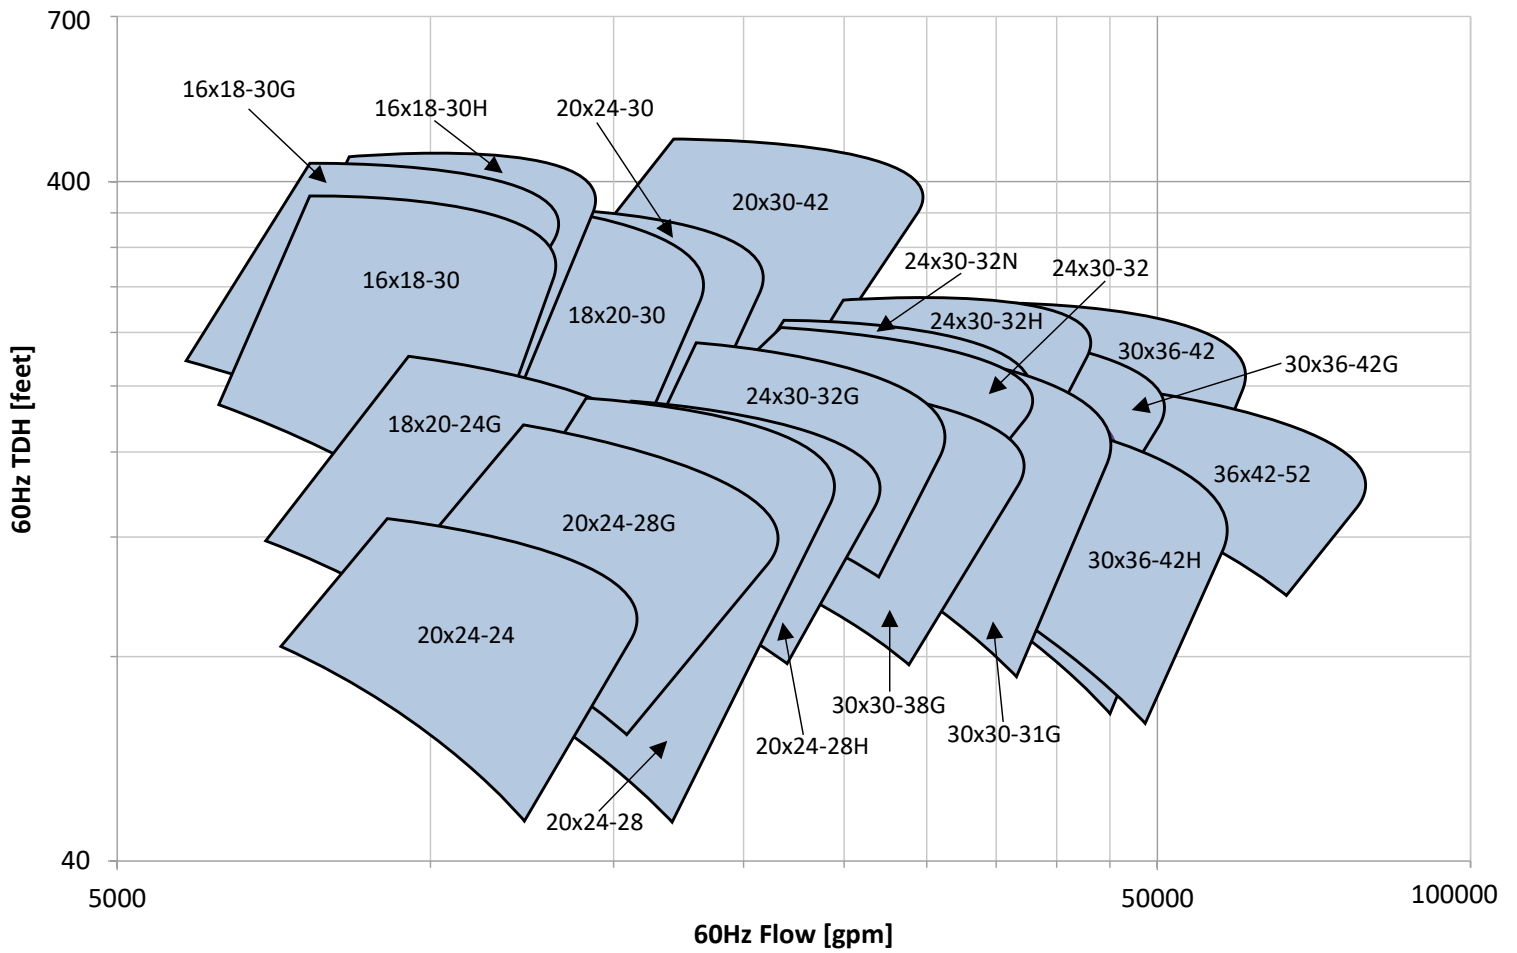 700
16x18-30G
16x18-30H
20x24-30
400
20x30-42
24x30-32N
24x30-32
16x18-30
18x20-30
24x30-32H
30x36-42
30x36-42G
24x30-32G
18x20-24G
36x42-52
20x24-28G
30x36-42H
20x24-24
30x30-38G
30x30-31G
20x24-28H
20x24-28
40
5000
50000
100000
60Hz Flow [gpm]
60Hz TDH [feet]